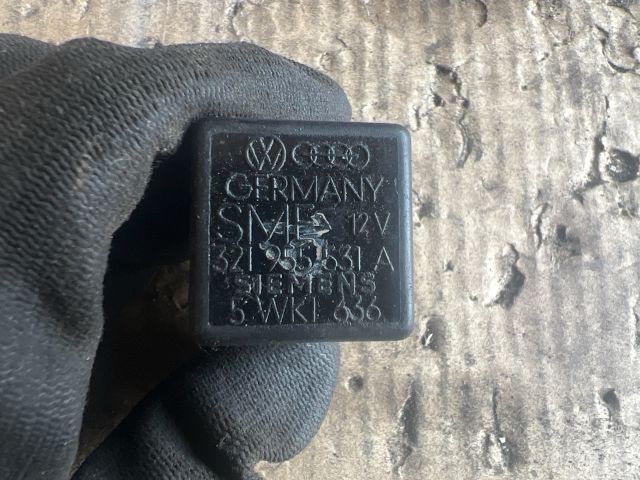 GERMANY
SME 12V
321 955 531 A
SIEMENS
5 WK1 636